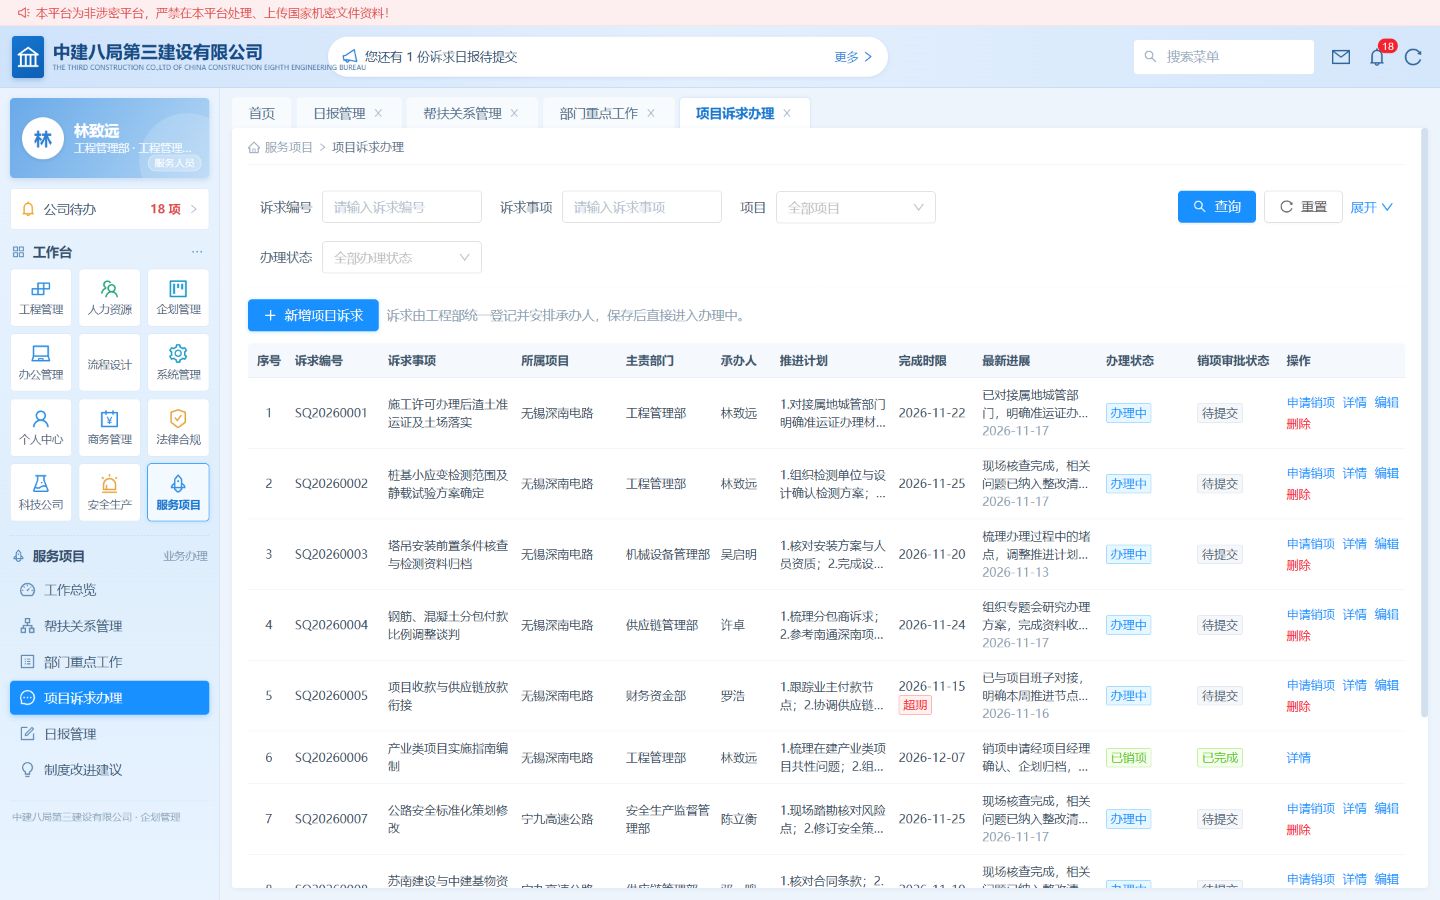 本平台为非涉密平台，严禁在本平台处理、上传国家机密文件资料！
中建八局第三建设有限公司
THE THIRD CONSTRUCTION CO.,LTD OF CHINA CONSTRUCTION EIGHTH ENGINEERING BUREAU
您还有 1 份诉求日报待提交
更多
搜索菜单
18
林
林致远
工程管理部 · 工程管理...
服务人员
公司待办
18 项
工作台
工程管理
人力资源
企划管理
办公管理
流程设计
系统管理
个人中心
商务管理
法律合规
科技公司
安全生产
服务项目
服务项目
业务办理
工作总览
帮扶关系管理
部门重点工作
项目诉求办理
日报管理
制度改进建议
中建八局第三建设有限公司 · 企划管理
首页
日报管理
帮扶关系管理
部门重点工作
项目诉求办理
服务项目 > 项目诉求办理
诉求编号
请输入诉求编号
诉求事项
请输入诉求事项
项目
全部项目
查询
重置
展开
办理状态
全部办理状态
新增项目诉求
诉求由工程部统一登记并安排承办人，保存后直接进入办理中。
序号 诉求编号 诉求事项 所属项目 主责部门 承办人 推进计划 完成时限 最新进展 办理状态 销项审批状态 操作
1 SQ20260001 施工许可办理后渣土准运证及土场落实 无锡深南电路 工程管理部 林致远 1.对接属地城管部门明确准运证办理材... 2026-11-22 已对接属地城管部门，明确准运证办... 2026-11-17 办理中 待提交 申请销项 详情 编辑 删除
2 SQ20260002 桩基小应变检测范围及静载试验方案确定 无锡深南电路 工程管理部 林致远 1.组织检测单位与设计确认检测方案；... 2026-11-25 现场核查完成，相关问题已纳入整改清... 2026-11-17 办理中 待提交 申请销项 详情 编辑 删除
3 SQ20260003 塔吊安装前置条件核查与检测资料归档 无锡深南电路 机械设备管理部 吴启明 1.核对安装方案与人员资质；2.完成设... 2026-11-20 梳理办理过程中的堵点，调整推进计划... 2026-11-13 办理中 待提交 申请销项 详情 编辑 删除
4 SQ20260004 钢筋、混凝土分包付款比例调整谈判 无锡深南电路 供应链管理部 许卓 1.梳理分包商诉求；2.参考南通深南项... 2026-11-24 组织专题会研究办理方案，完成资料收... 2026-11-17 办理中 待提交 申请销项 详情 编辑 删除
5 SQ20260005 项目收款与供应链放款衔接 无锡深南电路 财务资金部 罗浩 1.跟踪业主付款节点；2.协调供应链... 2026-11-15 超期 已与项目班子对接，明确本周推进节点... 2026-11-16 办理中 待提交 申请销项 详情 编辑 删除
6 SQ20260006 产业类项目实施指南编制 无锡深南电路 工程管理部 林致远 1.梳理在建产业类项目共性问题；2.组... 2026-12-07 销项申请经项目经理确认、企划归档，... 已销项 已完成 详情
7 SQ20260007 公路安全标准化策划修改 宁九高速公路 安全生产监督管理部 陈立衡 1.现场踏勘核对风险点；2.修订安全策... 2026-11-25 现场核查完成，相关问题已纳入整改清... 2026-11-17 办理中 待提交 申请销项 详情 编辑 删除
苏南建设与中建基物资 1.核对合同条款；2. 现场核查完成，相关 申请销项 详情 编辑